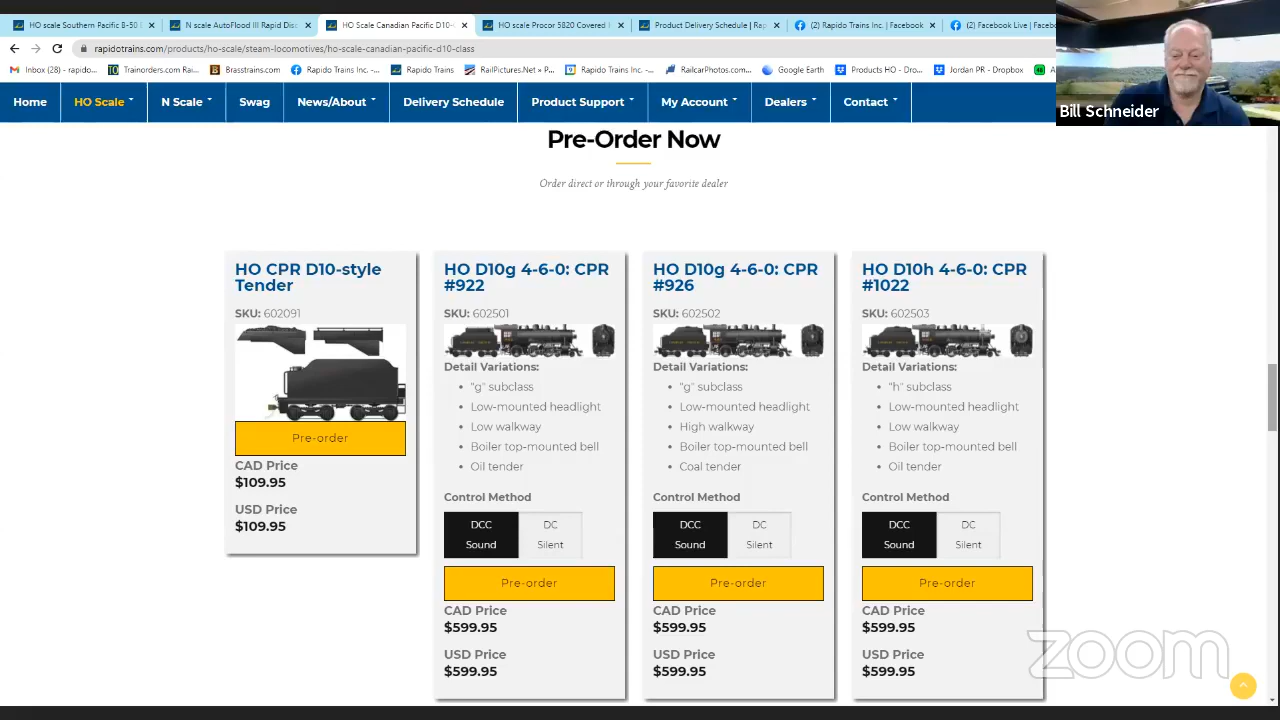 HO scale Southern Pacific B-50
N scale AutoFlood III Rapid Disc
HO Scale Canadian Pacific D10-
HO scale Procor 5820 Covered
Product Delivery Schedule | Rap
(2) Rapido Trains Inc. | Facebook
(2) Facebook Live | Faceb
rapidotrains.com/products/ho-scale/steam-locomotives/ho-scale-canadian-pacific-d10-class
Inbox (28) - rapido...
Trainorders.com Rai...
Brasstrains.com
Rapido Trains Inc. -...
Rapido Trains
RailPictures.Net » P...
Rapido Trains Inc. -...
RailcarPhotos.com...
Google Earth
Products HO - Dro...
Jordan PR - Dropbox
Bill Schneider
Home
HO Scale
N Scale
Swag
News/About
Delivery Schedule
Product Support
My Account
Dealers
Contact
Pre-Order Now
Order direct or through your favorite dealer
HO CPR D10-style
Tender
SKU: 602091
Pre-order
CAD Price
$109.95
USD Price
$109.95
HO D10g 4-6-0: CPR
#922
SKU: 602501
Detail Variations:
"g" subclass
Low-mounted headlight
Low walkway
Boiler top-mounted bell
Oil tender
Control Method
DCC
Sound
DC
Silent
Pre-order
CAD Price
$599.95
USD Price
$599.95
HO D10g 4-6-0: CPR
#926
SKU: 602502
Detail Variations:
"g" subclass
Low-mounted headlight
High walkway
Boiler top-mounted bell
Coal tender
Control Method
DCC
Sound
DC
Silent
Pre-order
CAD Price
$599.95
USD Price
$599.95
HO D10h 4-6-0: CPR
#1022
SKU: 602503
Detail Variations:
"h" subclass
Low-mounted headlight
Low walkway
Boiler top-mounted bell
Oil tender
Control Method
DCC
Sound
DC
Silent
Pre-order
CAD Price
$599.95
USD Price
$599.95
zoom